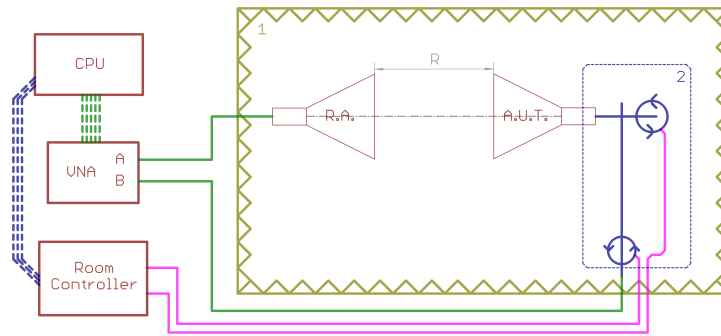 1
CPU
R
2
R.A.
A.U.T.
VNA
A
B
Room
Controller